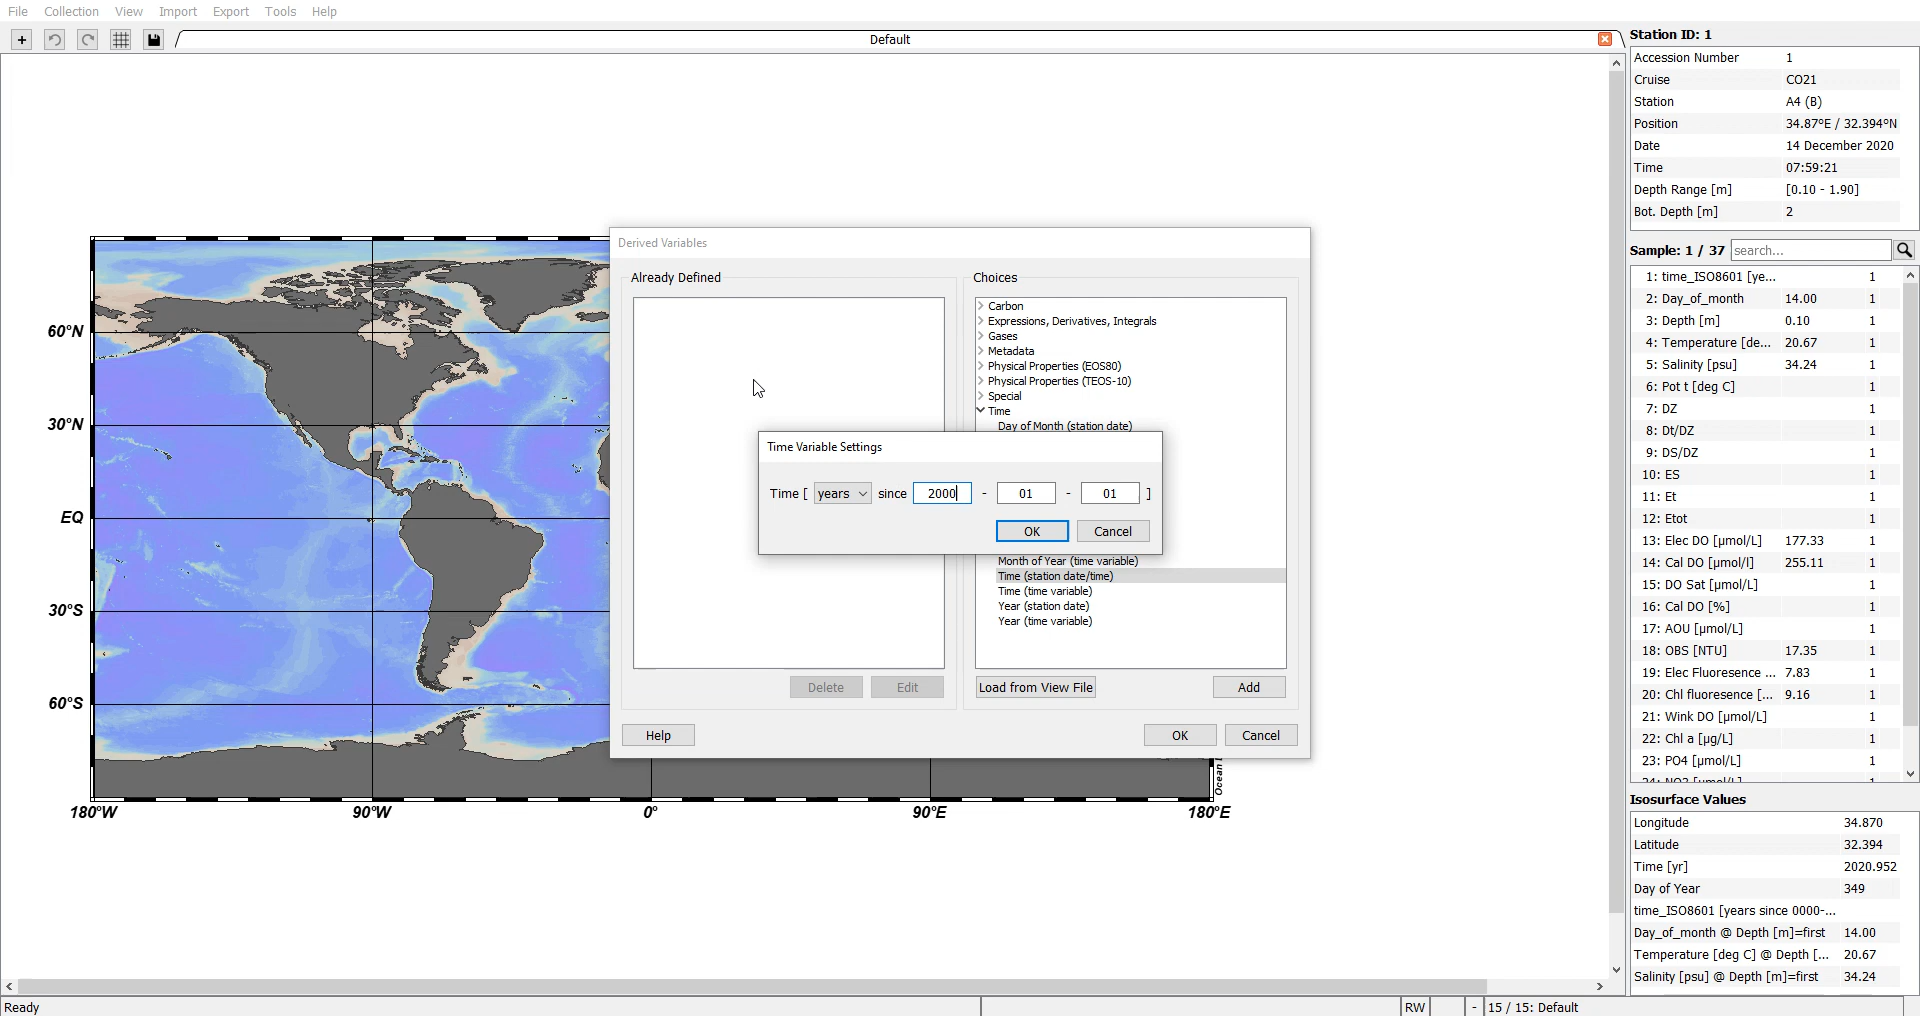 File Collection View Import Export Tools Help
Default
Station ID: 1
Accession Number 1
Cruise CO21
Station A4 (B)
Position 34.87ºE / 32.394ºN
Date 14 December 2020
Time 07:59:21
Depth Range [m] [0.10 - 1.90]
Bot. Depth [m] 2
Sample: 1 / 37 search...
1: time_ISO8601 [ye... 1
2: Day_of_month 14.00 1
3: Depth [m] 0.10 1
4: Temperature [de... 20.67 1
5: Salinity [psu] 34.24 1
6: Pot t [deg C] 1
7: DZ 1
8: Dt/DZ 1
9: DS/DZ 1
10: ES 1
11: Et 1
12: Etot 1
13: Elec DO [µmol/L] 177.33 1
14: Cal DO [µmol/l] 255.11 1
15: DO Sat [µmol/L] 1
16: Cal DO [%] 1
17: AOU [µmol/L] 1
18: OBS [NTU] 17.35 1
19: Elec Fluoresence ... 7.83 1
20: Chl fluoresence [... 9.16 1
21: Wink DO [µmol/L] 1
22: Chl a [µg/L] 1
23: PO4 [µmol/L] 1
Isosurface Values
Longitude 34.870
Latitude 32.394
Time [yr] 2020.952
Day of Year 349
time_ISO8601 [years since 0000-...
Day_of_month @ Depth [m]=first 14.00
Temperature [deg C] @ Depth [... 20.67
Salinity [psu] @ Depth [m]=first 34.24
60°N
30°N
EQ
30°S
60°S
180°W 90°W 0° 90°E 180°E
Ocean
Derived Variables
Already Defined
Choices
Carbon
Expressions, Derivatives, Integrals
Gases
Metadata
Physical Properties (EOS80)
Physical Properties (TEOS-10)
Special
Time
Day of Month (station date)
Time Variable Settings
Time [ years since 2000 - 01 - 01 ]
OK Cancel
Month of Year (time variable)
Time (station date/time)
Time (time variable)
Year (station date)
Year (time variable)
Delete Edit Load from View File Add
Help OK Cancel
Ready RW - 15 / 15: Default